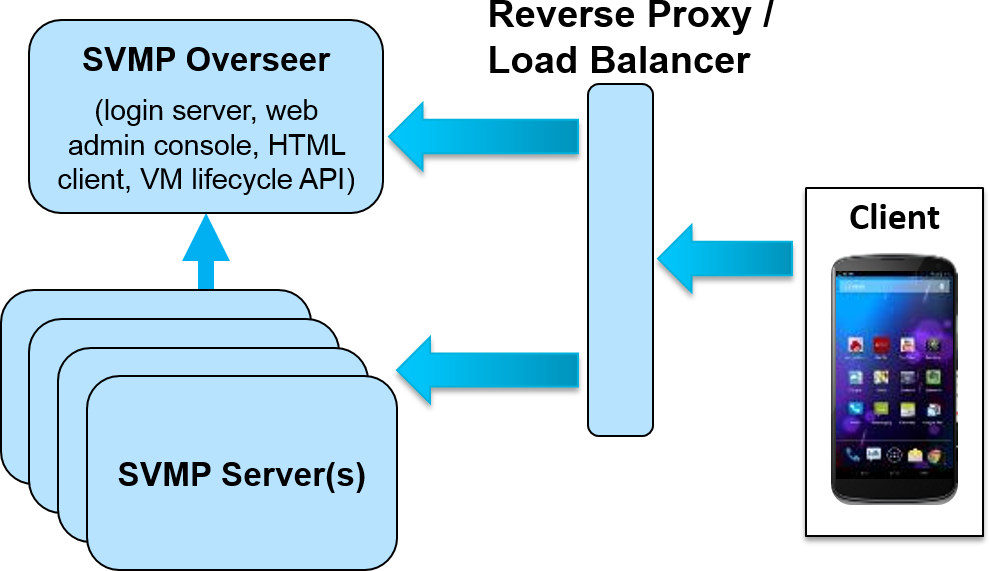 Reverse Proxy /
Load Balancer
SVMP Overseer
(login server, web
admin console, HTML
client, VM lifecycle API)
Client
SVMP Server(s)